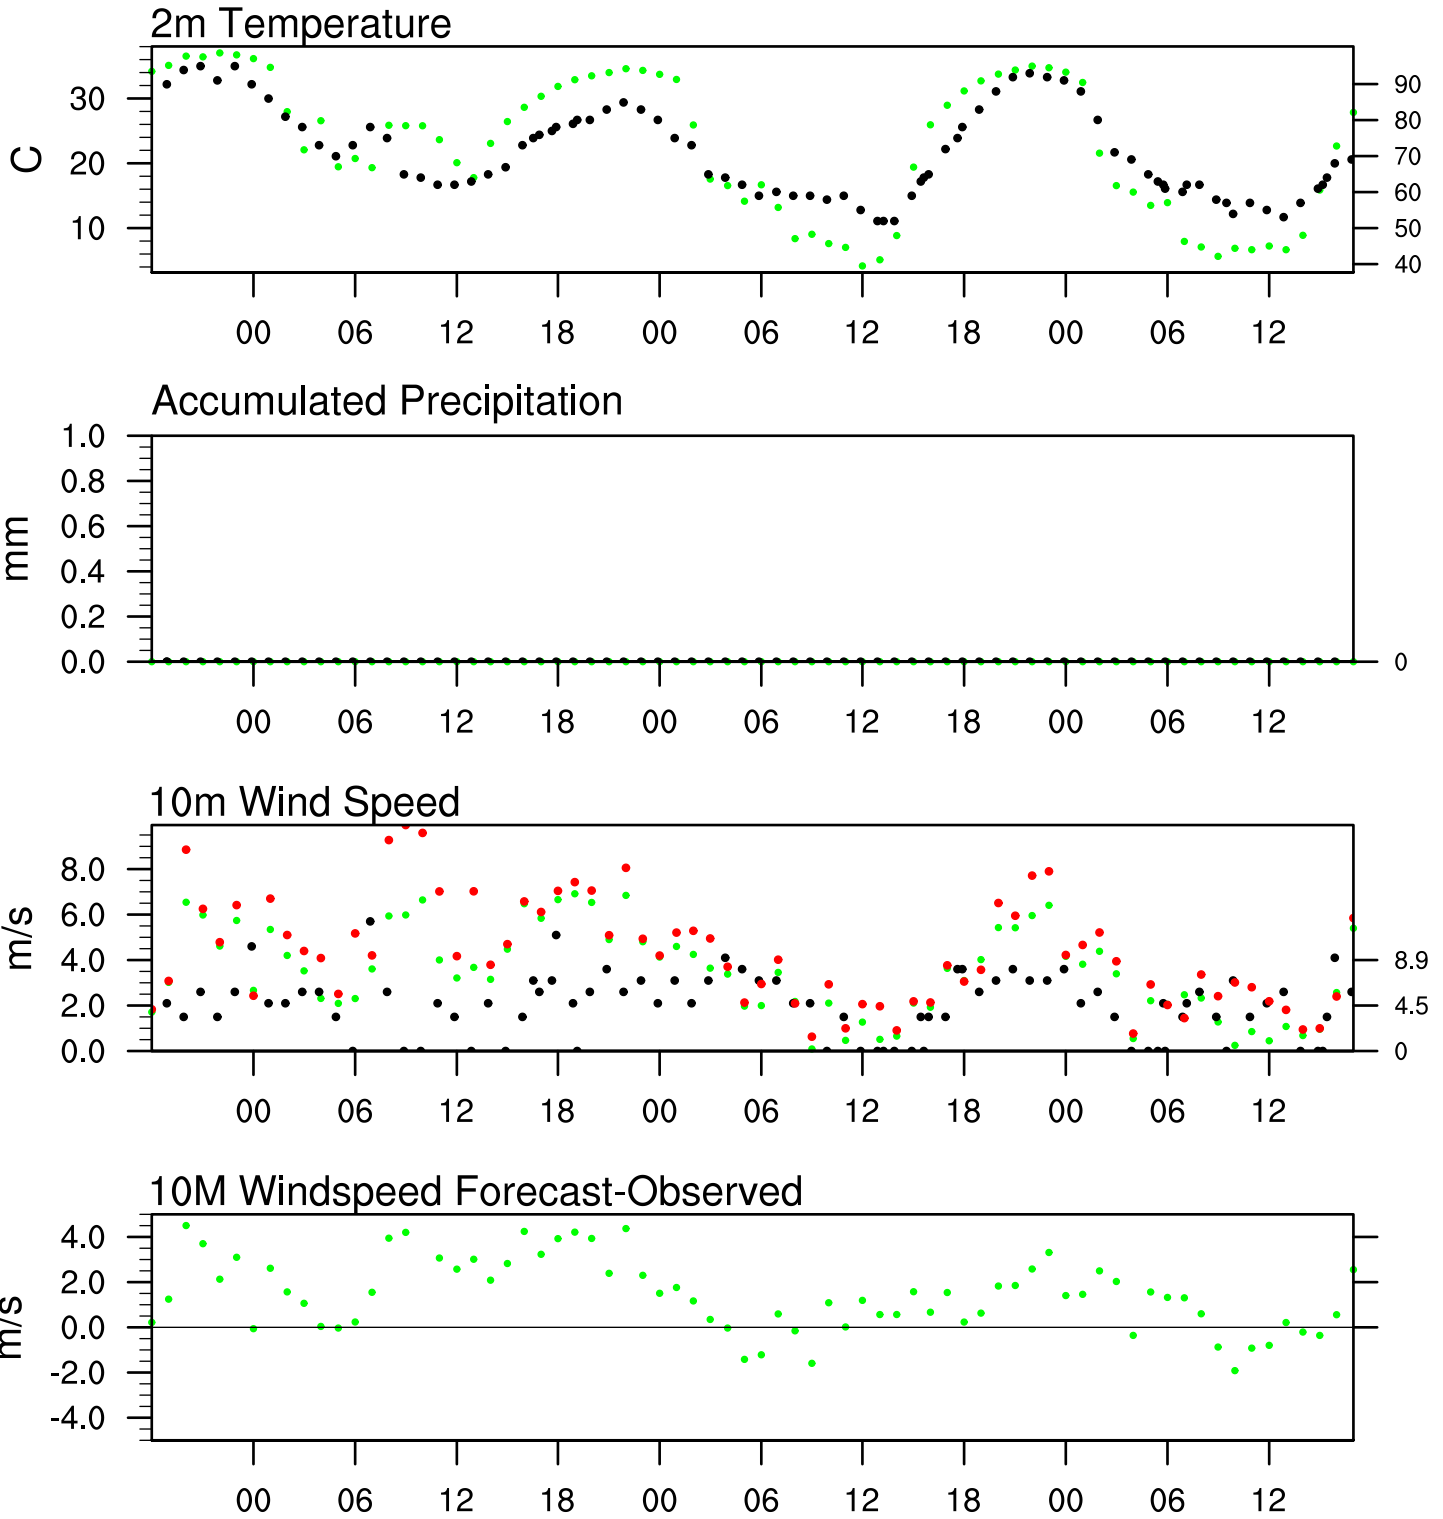 2m Temperature
30
20
10
C
90
80
70
60
50
40
00 06 12 18 00 06 12 18 00 06 12
Accumulated Precipitation
1.0
0.8
0.6
0.4
0.2
0.0
mm
0
00 06 12 18 00 06 12 18 00 06 12
10m Wind Speed
8.0
6.0
4.0
2.0
0.0
m/s
8.9
4.5
0
00 06 12 18 00 06 12 18 00 06 12
10M Windspeed Forecast-Observed
4.0
2.0
0.0
-2.0
-4.0
m/s
00 06 12 18 00 06 12 18 00 06 12